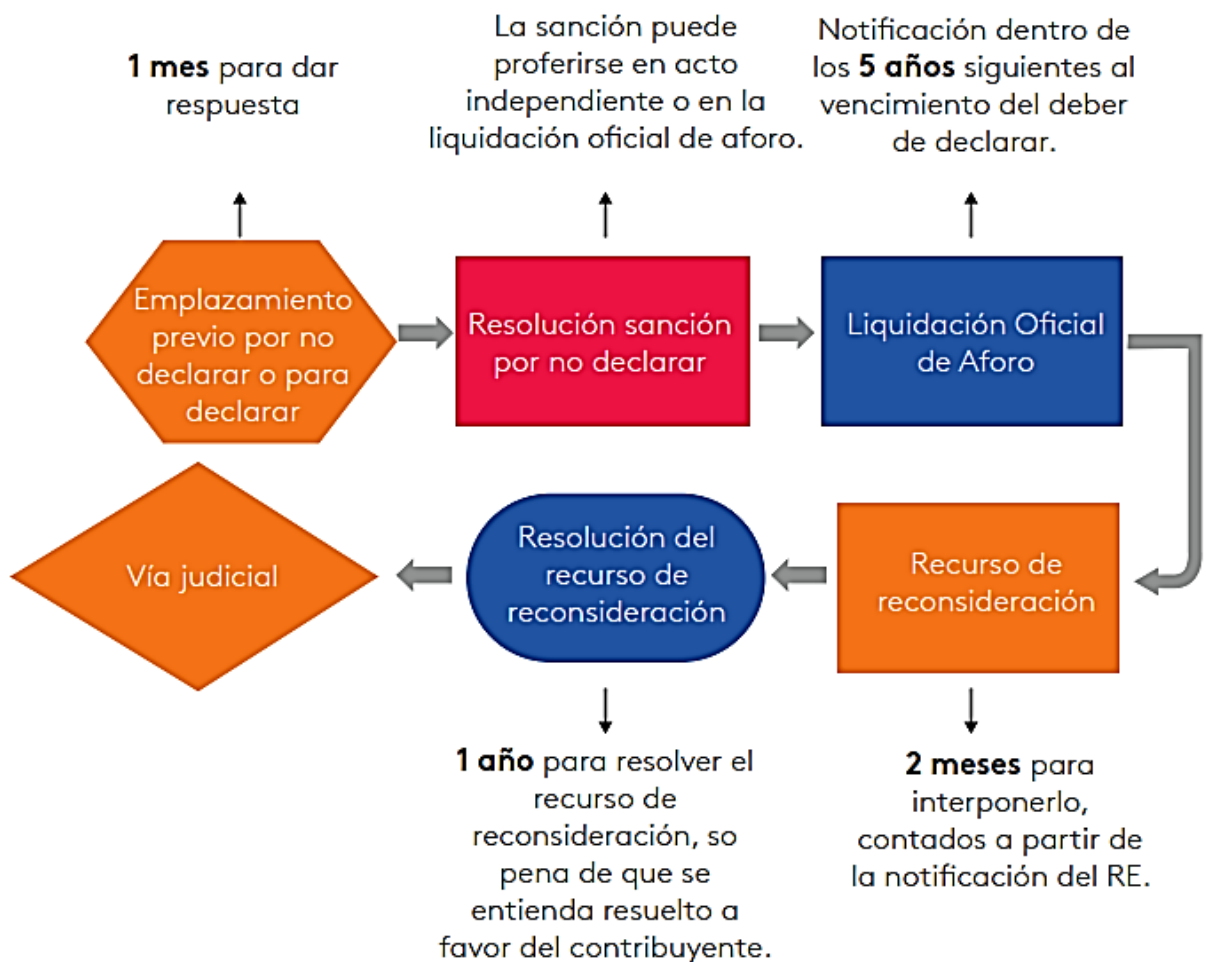 1 mes para dar
respuesta
La sanción puede
proferirse en acto
independiente o en la
liquidación oficial de aforo.
Notificación dentro de
los 5 años siguientes al
vencimiento del deber
de declarar.
Emplazamiento
previo por no
declarar o para
declarar
Resolución sanción
por no declarar
Liquidación Oficial
de Aforo
Recurso de
reconsideración
Resolución del
recurso de
reconsideración
Vía judicial
1 año para resolver el
recurso de
reconsideración, so
pena de que se
entienda resuelto a
favor del contribuyente.
2 meses para
interponerlo,
contados a partir de
la notificación del RE.